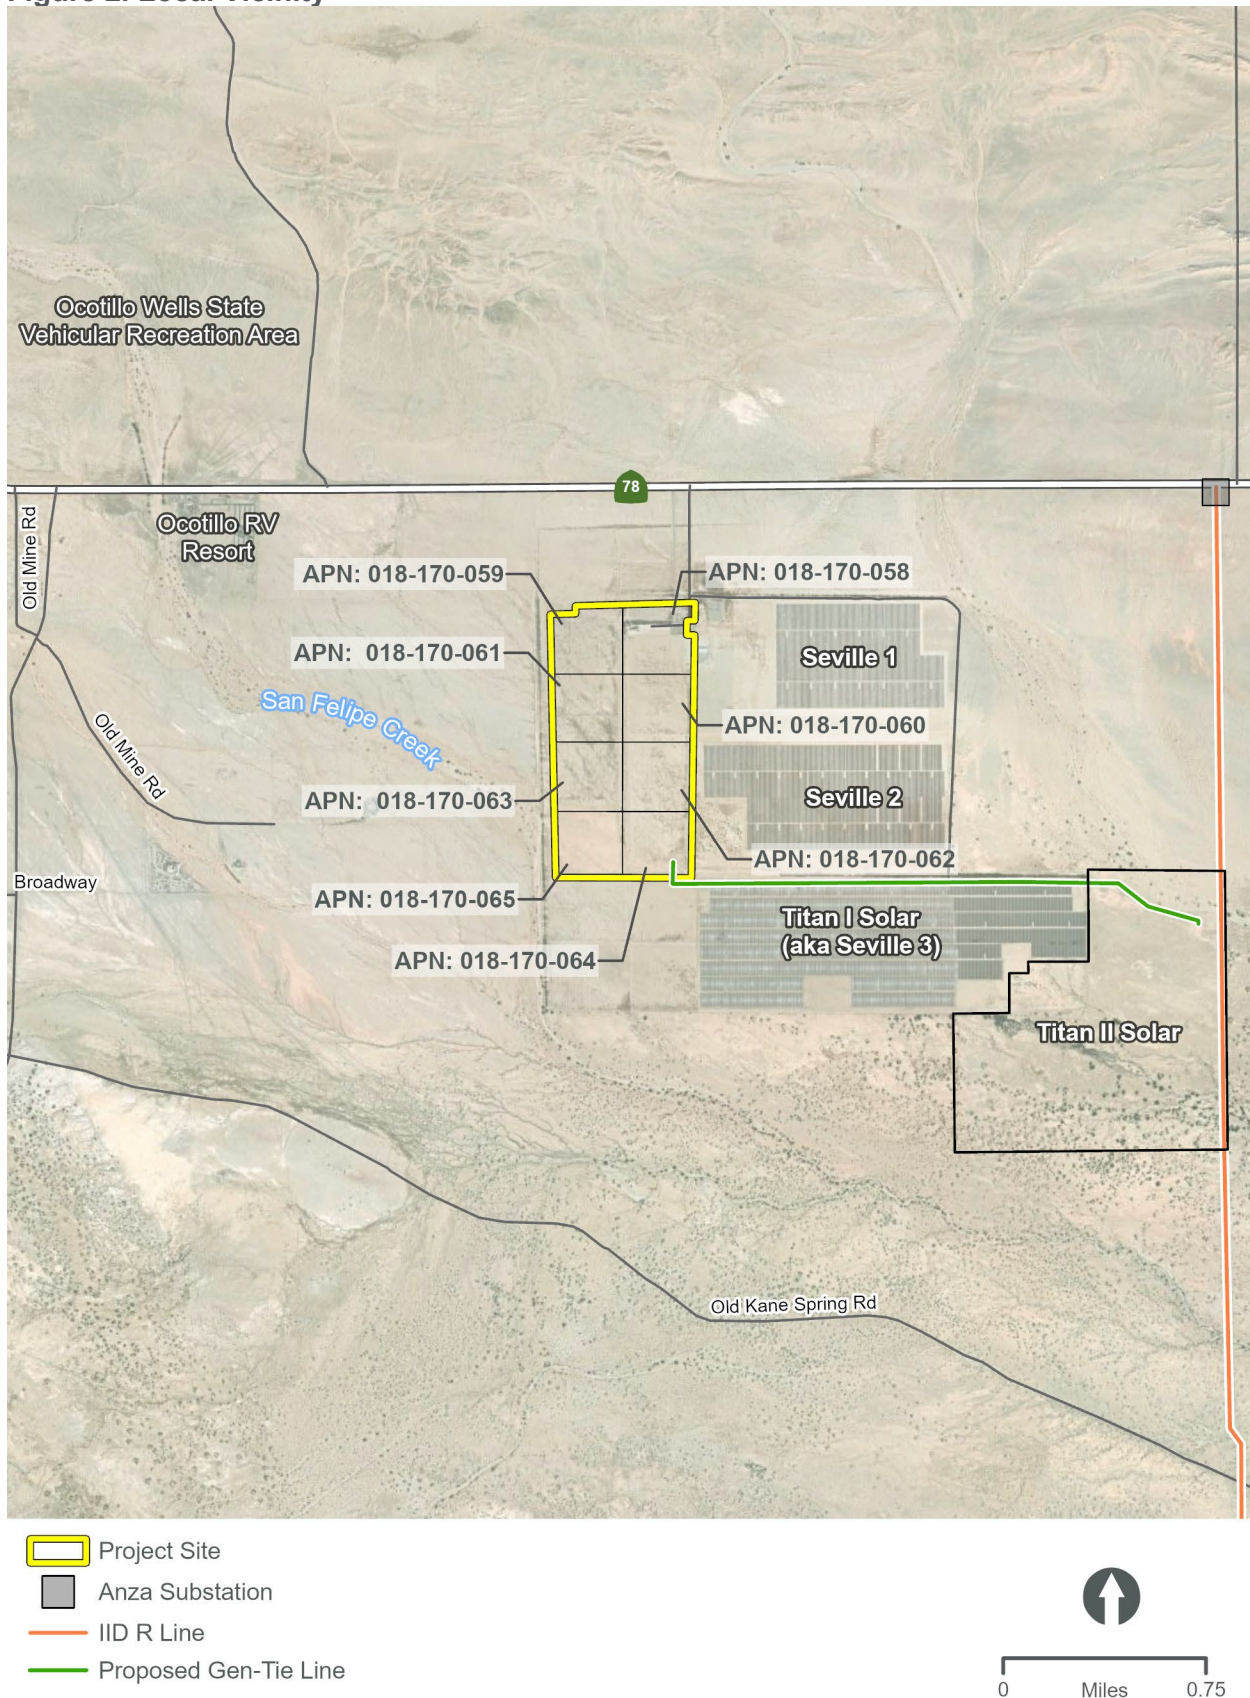 Figure 2. Local Vicinity
Ocotillo Wells State
Vehicular Recreation Area
78
Old Mine Rd
Ocotillo RV
Resort
APN: 018-170-059
APN: 018-170-058
APN: 018-170-061
Seville 1
San Felipe Creek
APN: 018-170-060
Old Mine Rd
APN: 018-170-063
Seville 2
APN: 018-170-062
Broadway
APN: 018-170-065
Titan I Solar
(aka Seville 3)
APN: 018-170-064
Titan II Solar
Old Kane Spring Rd
Project Site
Anza Substation
IID R Line
Proposed Gen-Tie Line
0 Miles 0.75